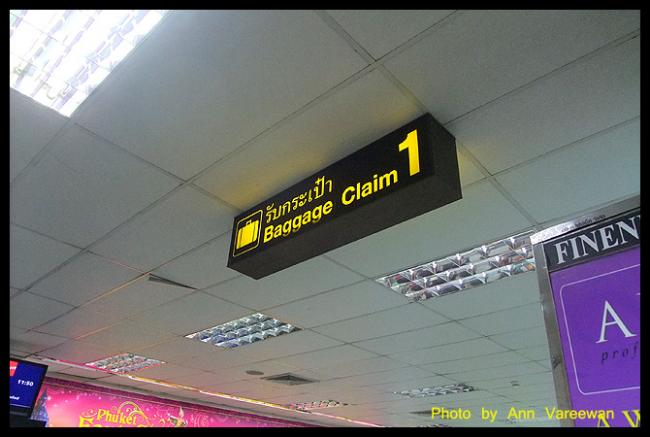 รับกระเป๋า
Baggage Claim 1
FINEN
A
prof
11:50
Phuket
Photo by Ann Vareewan